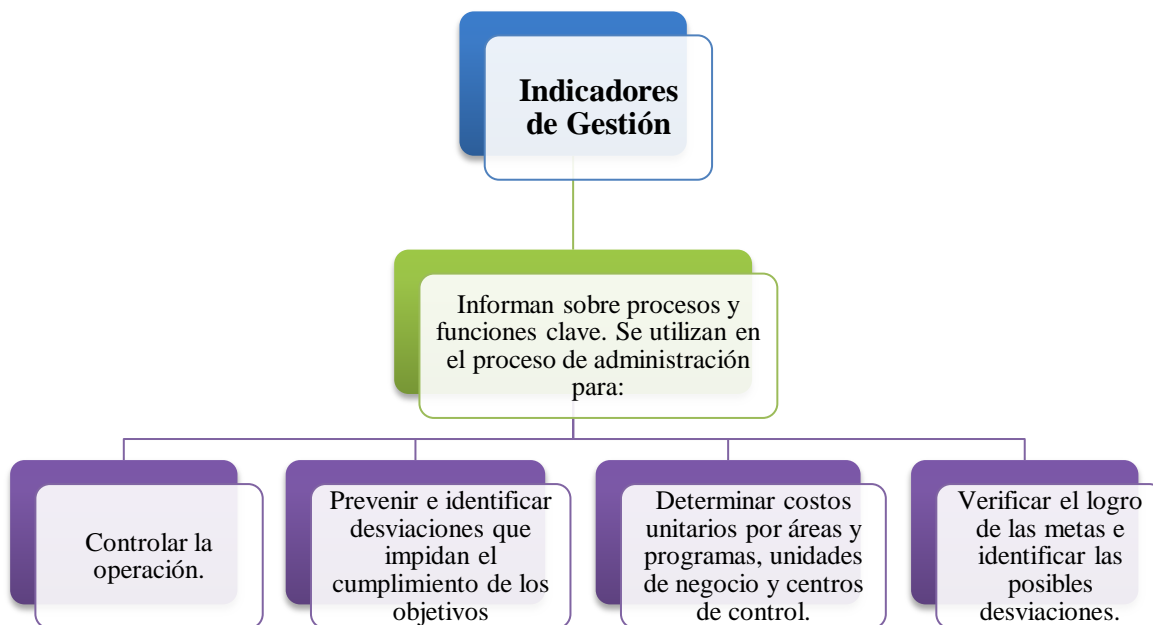 Indicadores
de Gestión
Informan sobre procesos y
funciones clave. Se utilizan en
el proceso de administración
para:
Controlar la
operación.
Prevenir e identificar
desviaciones que
impidan el
cumplimiento de los
objetivos
Determinar costos
unitarios por áreas y
programas, unidades
de negocio y centros
de control.
Verificar el logro
de las metas e
identificar las
posibles
desviaciones.